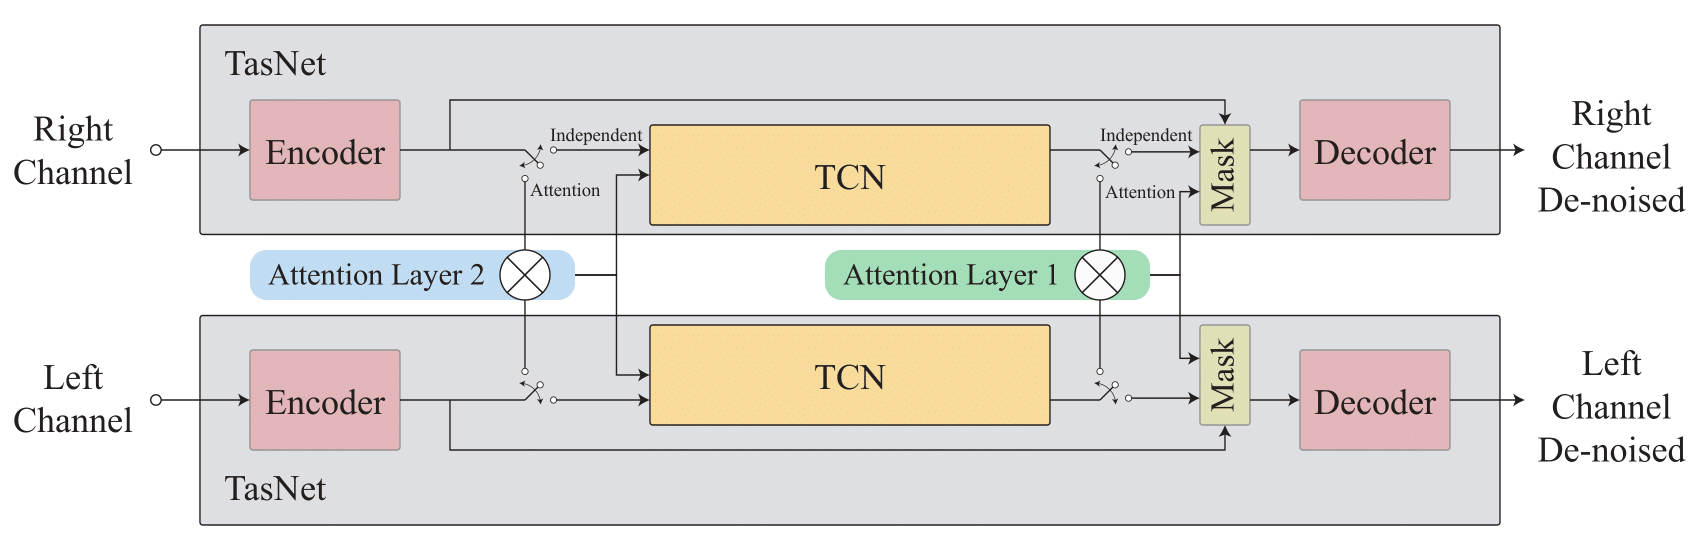 TasNet
Right
Channel
Encoder
Independent
Attention
TCN
Independent
Attention
Mask
Decoder
Right
Channel
De-noised
Attention Layer 2
Attention Layer 1
Left
Channel
Encoder
TCN
Mask
Decoder
Left
Channel
De-noised
TasNet